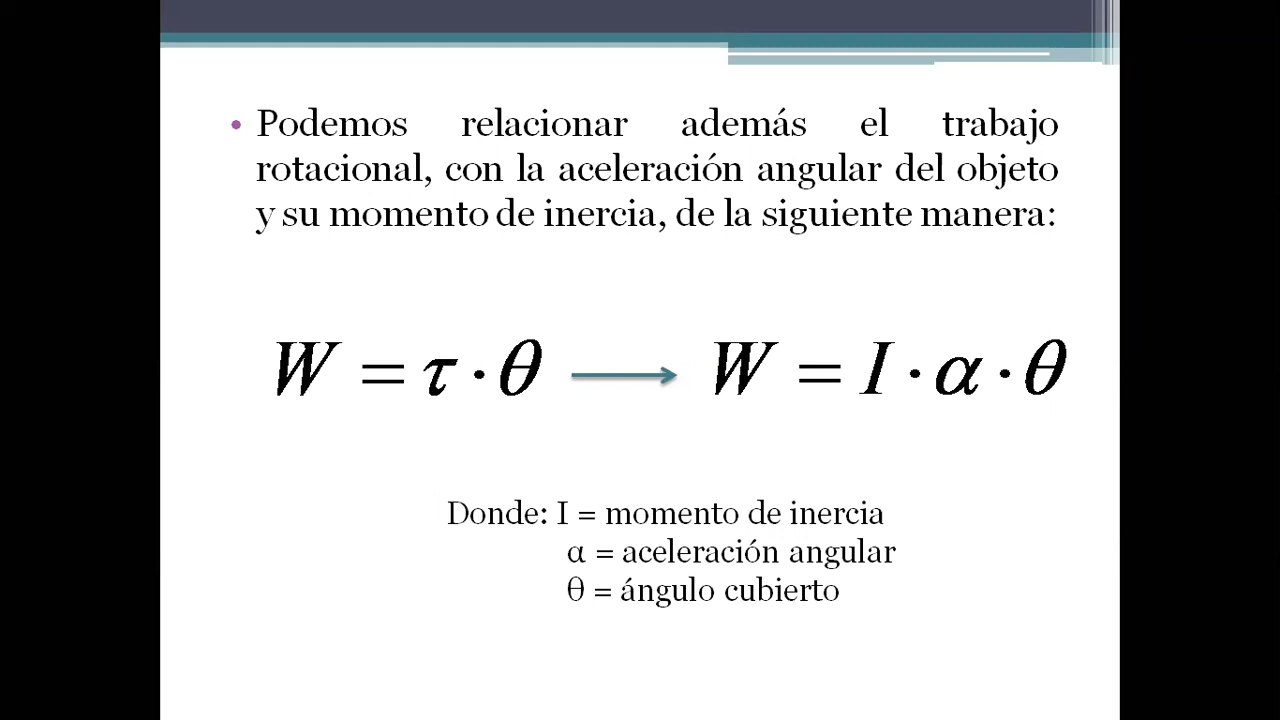 • Podemos relacionar además el trabajo
rotacional, con la aceleración angular del objeto
y su momento de inercia, de la siguiente manera:
W = τ · θ → W = I · α · θ
Donde: I = momento de inercia
α = aceleración angular
θ = ángulo cubierto